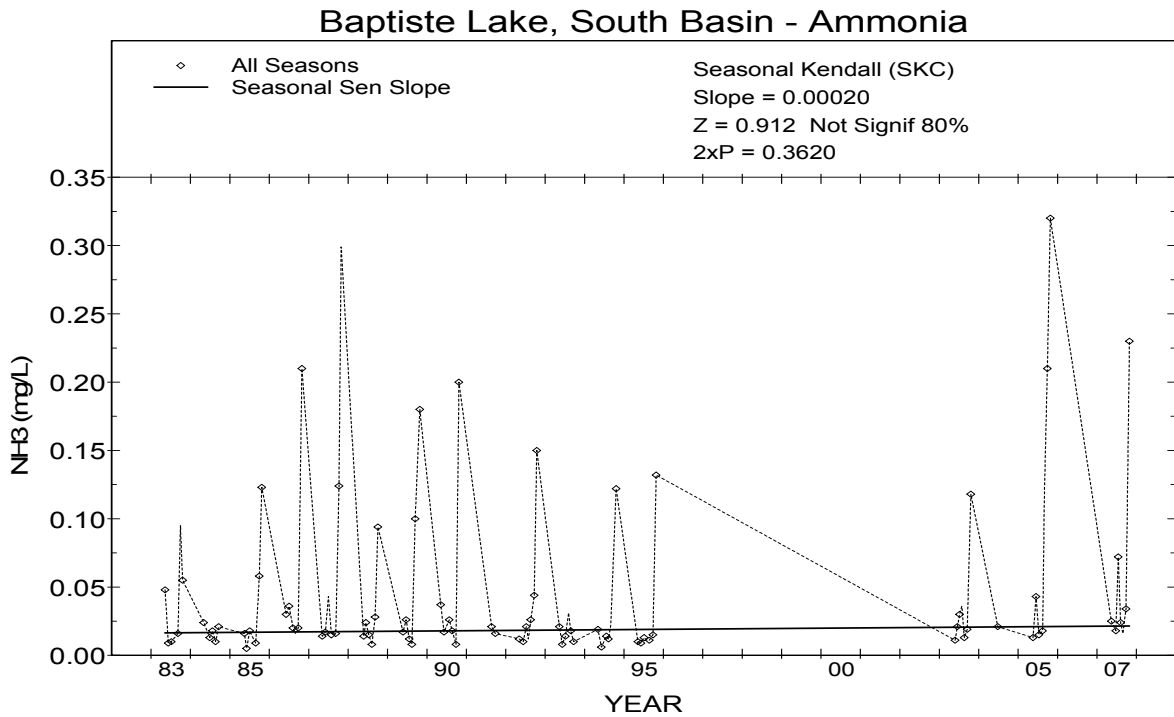 Baptiste Lake, South Basin - Ammonia
All Seasons
Seasonal Sen Slope
Seasonal Kendall (SKC)
Slope = 0.00020
Z = 0.912  Not Signif 80%
2xP = 0.3620
NH3 (mg/L)
0.35
0.30
0.25
0.20
0.15
0.10
0.05
0.00
83 85 90 95 00 05 07
YEAR